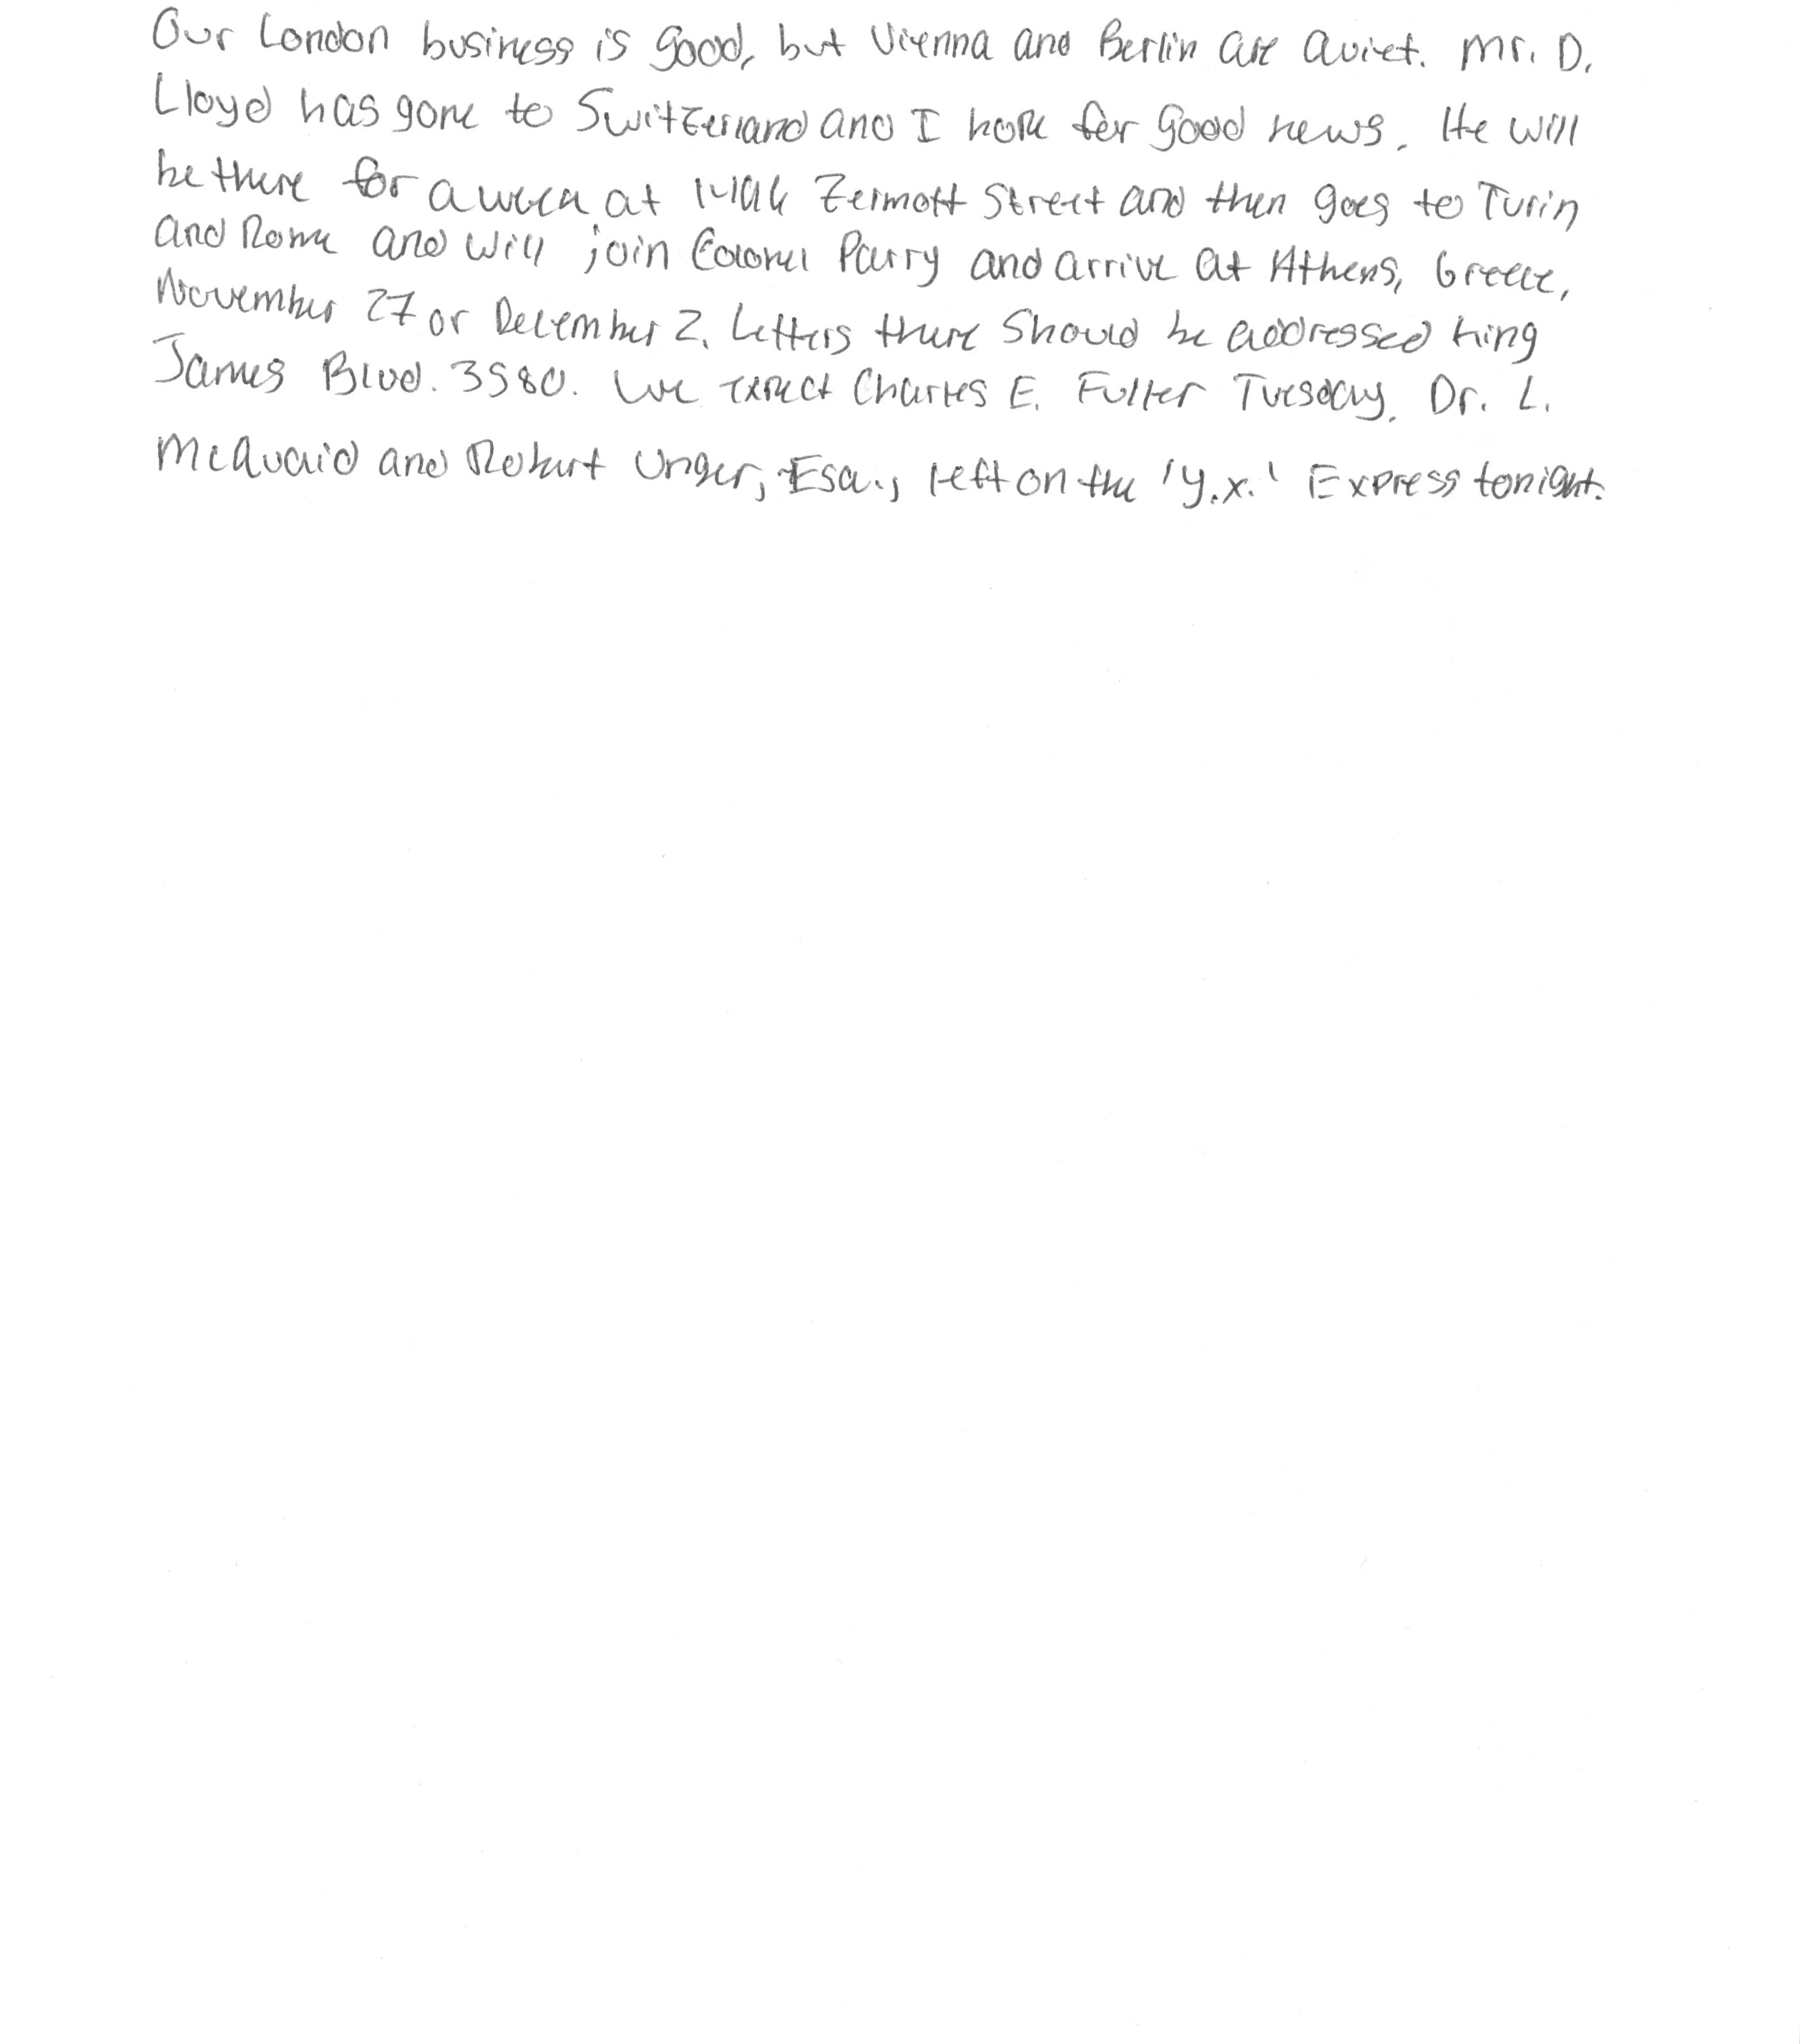 Our London business is good, but Vienna and Berlin are quiet. Mr. D.
Lloyd has gone to Switzerland and I hope for good news. He will
be there for a week at Zermott Street and then goes to Turin
and Rome and will join Colonel Parry and arrive at Athens, Greece,
November 27 or December 2. Letters there should be addressed King
James Blvd. 3580. We expect Charles E. Fuller Tuesday. Dr. L.
McQuaid and Robert Unger, Esq., left on the 'Y.X.' Express tonight.